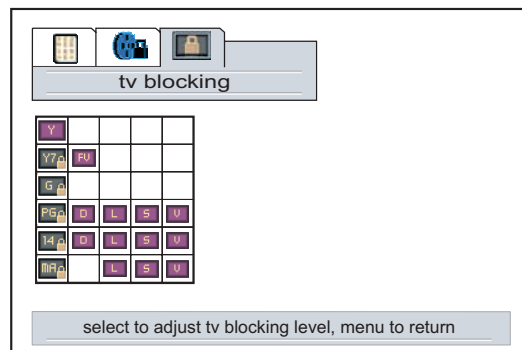 tv blocking
Y
Y7 FV
G
PG D L S V
14 D L S V
MA L S V
select to adjust tv blocking level, menu to return